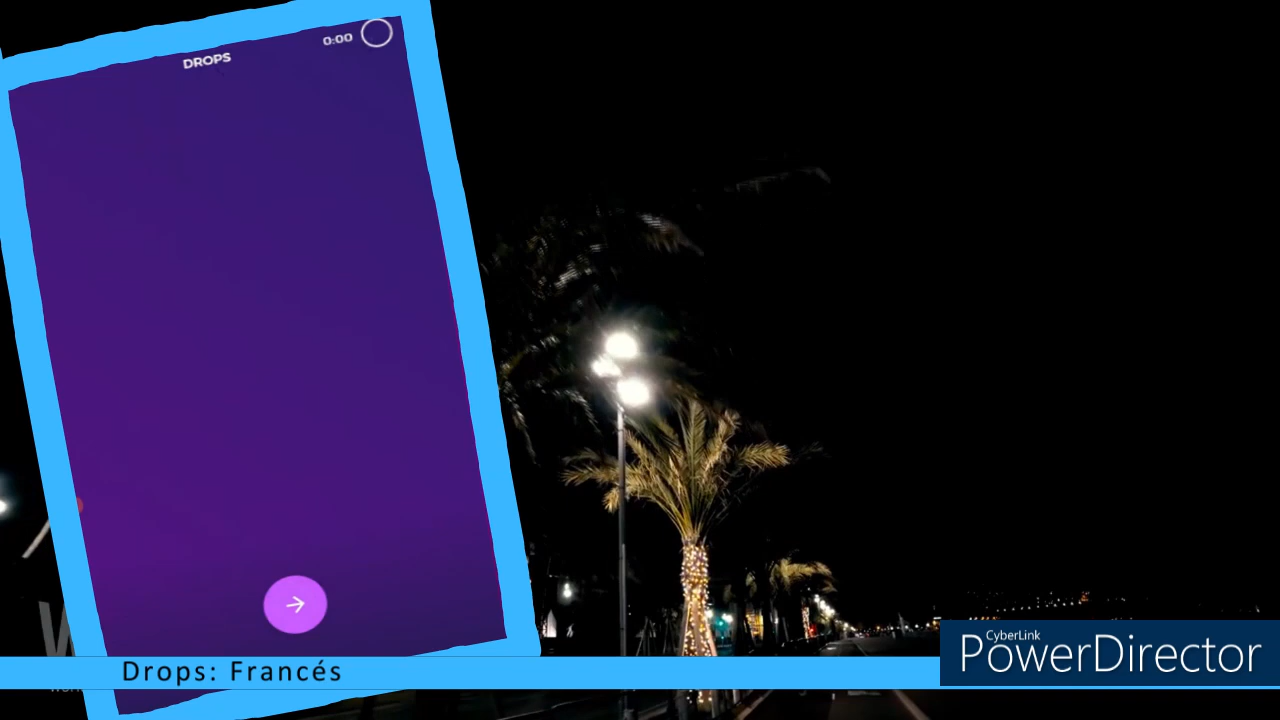 0:00
DROPS
W
Drops: Francés
CyberLink
PowerDirector